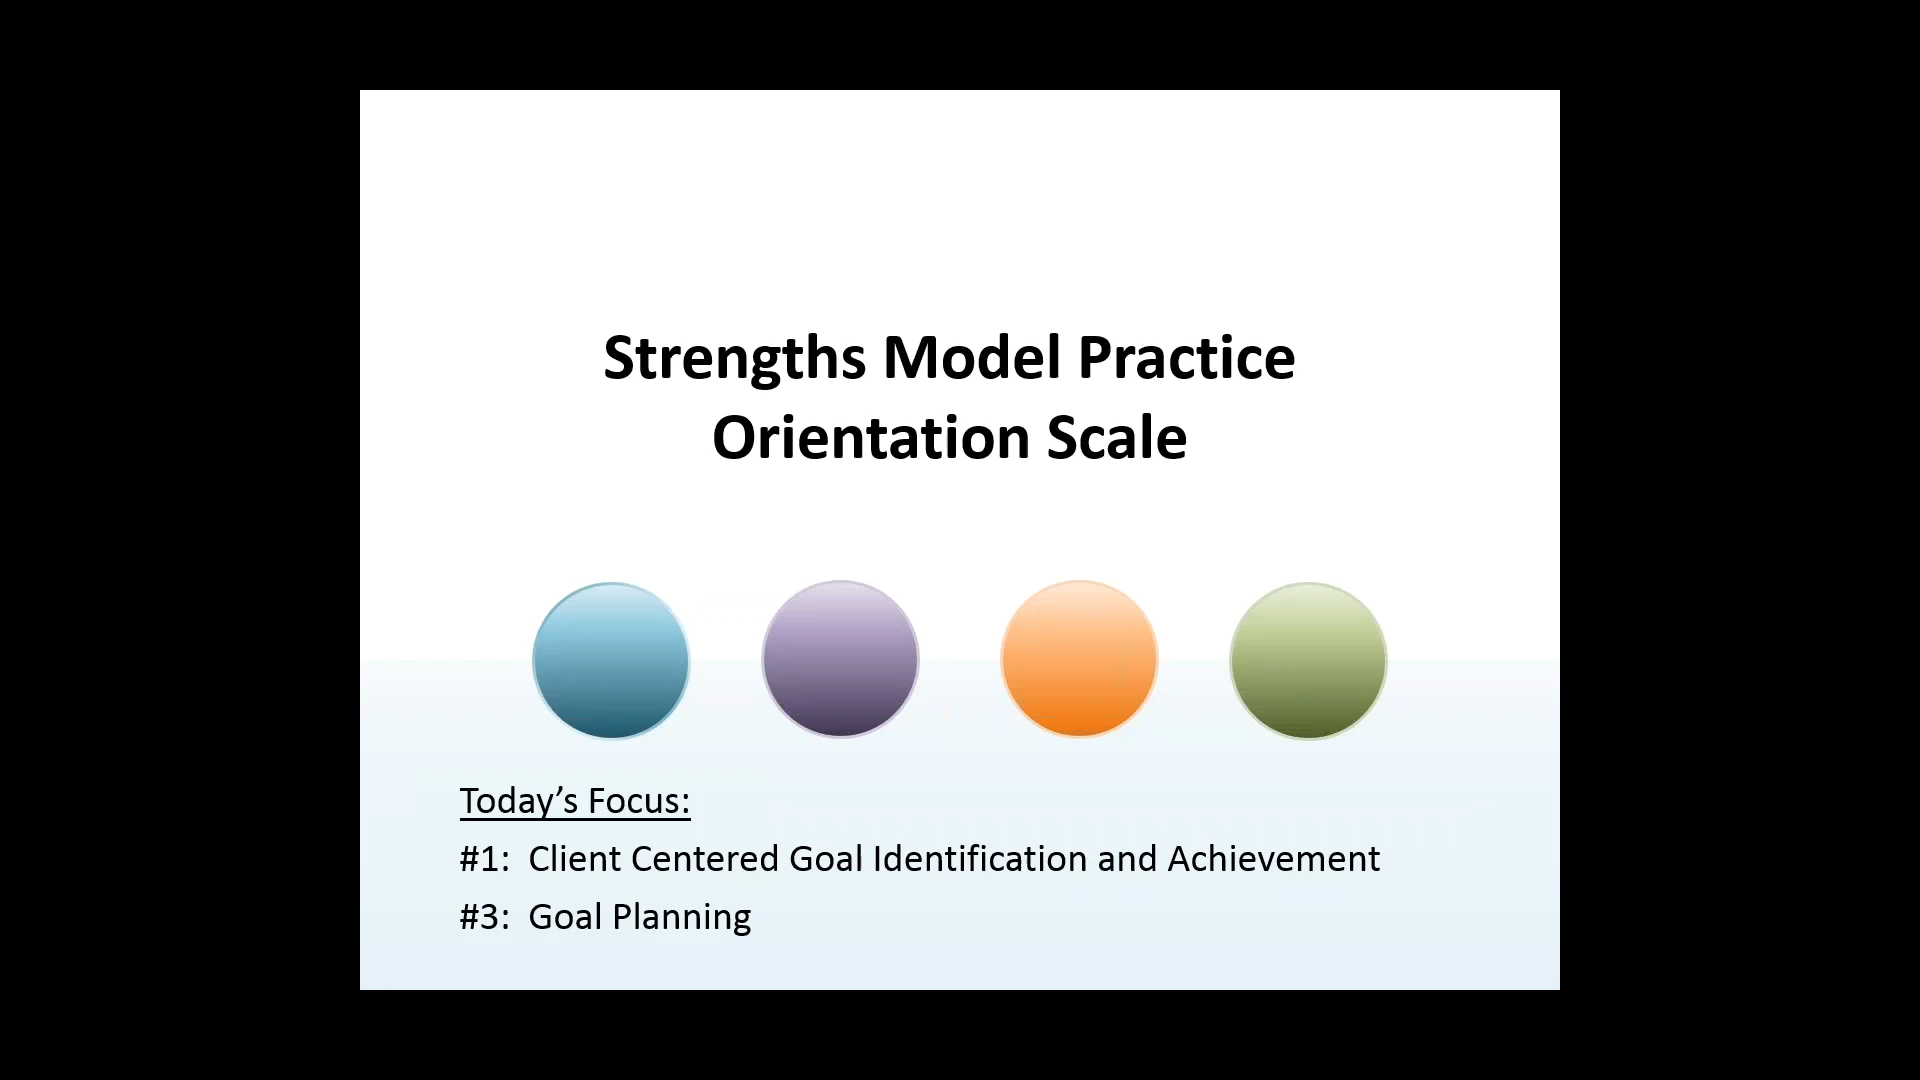 Strengths Model Practice
Orientation Scale
Today’s Focus:
#1:  Client Centered Goal Identification and Achievement
#3:  Goal Planning